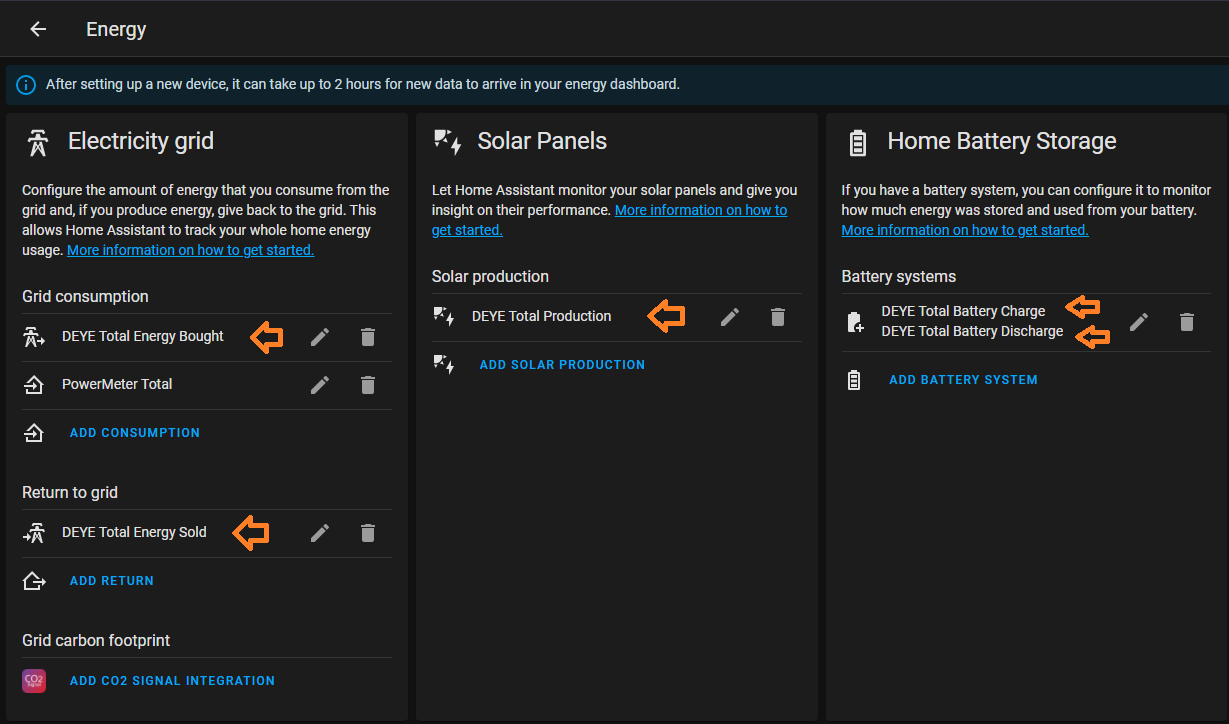 Energy
After setting up a new device, it can take up to 2 hours for new data to arrive in your energy dashboard.
Electricity grid
Configure the amount of energy that you consume from the
grid and, if you produce energy, give back to the grid. This
allows Home Assistant to track your whole home energy
usage. More information on how to get started.
Grid consumption
DEYE Total Energy Bought
PowerMeter Total
ADD CONSUMPTION
Return to grid
DEYE Total Energy Sold
ADD RETURN
Grid carbon footprint
CO2
Signal
ADD CO2 SIGNAL INTEGRATION
Solar Panels
Let Home Assistant monitor your solar panels and give you
insight on their performance. More information on how to
get started.
Solar production
DEYE Total Production
ADD SOLAR PRODUCTION
Home Battery Storage
If you have a battery system, you can configure it to monitor
how much energy was stored and used from your battery.
More information on how to get started.
Battery systems
DEYE Total Battery Charge
DEYE Total Battery Discharge
ADD BATTERY SYSTEM